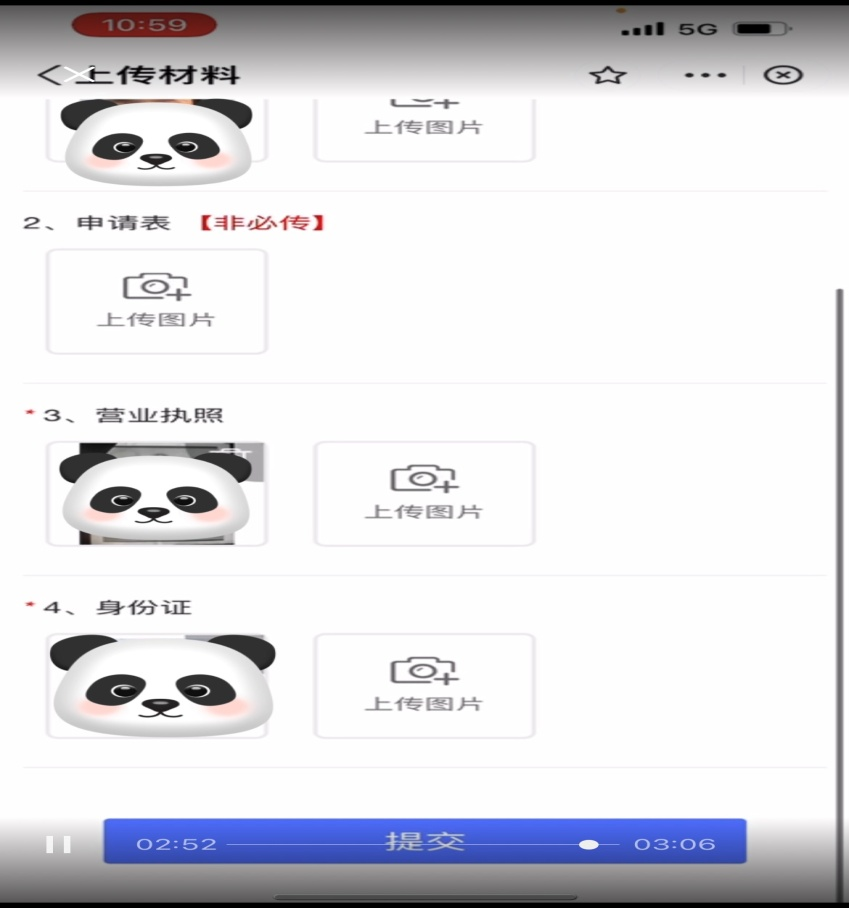 10:59
5G
上传材料
上传图片
2、申请表 【非必传】
上传图片
* 3、营业执照
上传图片
* 4、身份证
上传图片
02:52 提交 03:06